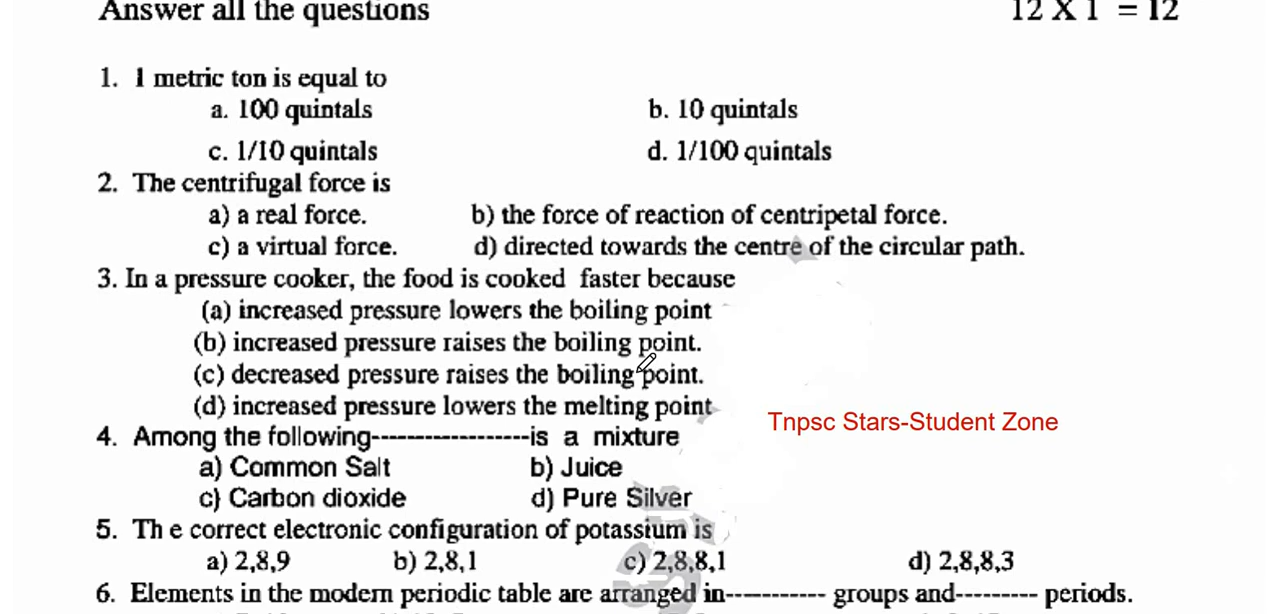 Answer all the questions 12 X 1 = 12
1. 1 metric ton is equal to
a. 100 quintals b. 10 quintals
c. 1/10 quintals d. 1/100 quintals
2. The centrifugal force is
a) a real force. b) the force of reaction of centripetal force.
c) a virtual force. d) directed towards the centre of the circular path.
3. In a pressure cooker, the food is cooked faster because
(a) increased pressure lowers the boiling point
(b) increased pressure raises the boiling point.
(c) decreased pressure raises the boiling point.
(d) increased pressure lowers the melting point
Tnpsc Stars-Student Zone
4. Among the following------------------is a mixture
a) Common Salt b) Juice
c) Carbon dioxide d) Pure Silver
5. Th e correct electronic configuration of potassium is
a) 2,8,9 b) 2,8,1 c) 2,8,8,1 d) 2,8,8,3
6. Elements in the modern periodic table are arranged in----------- groups and--------- periods.